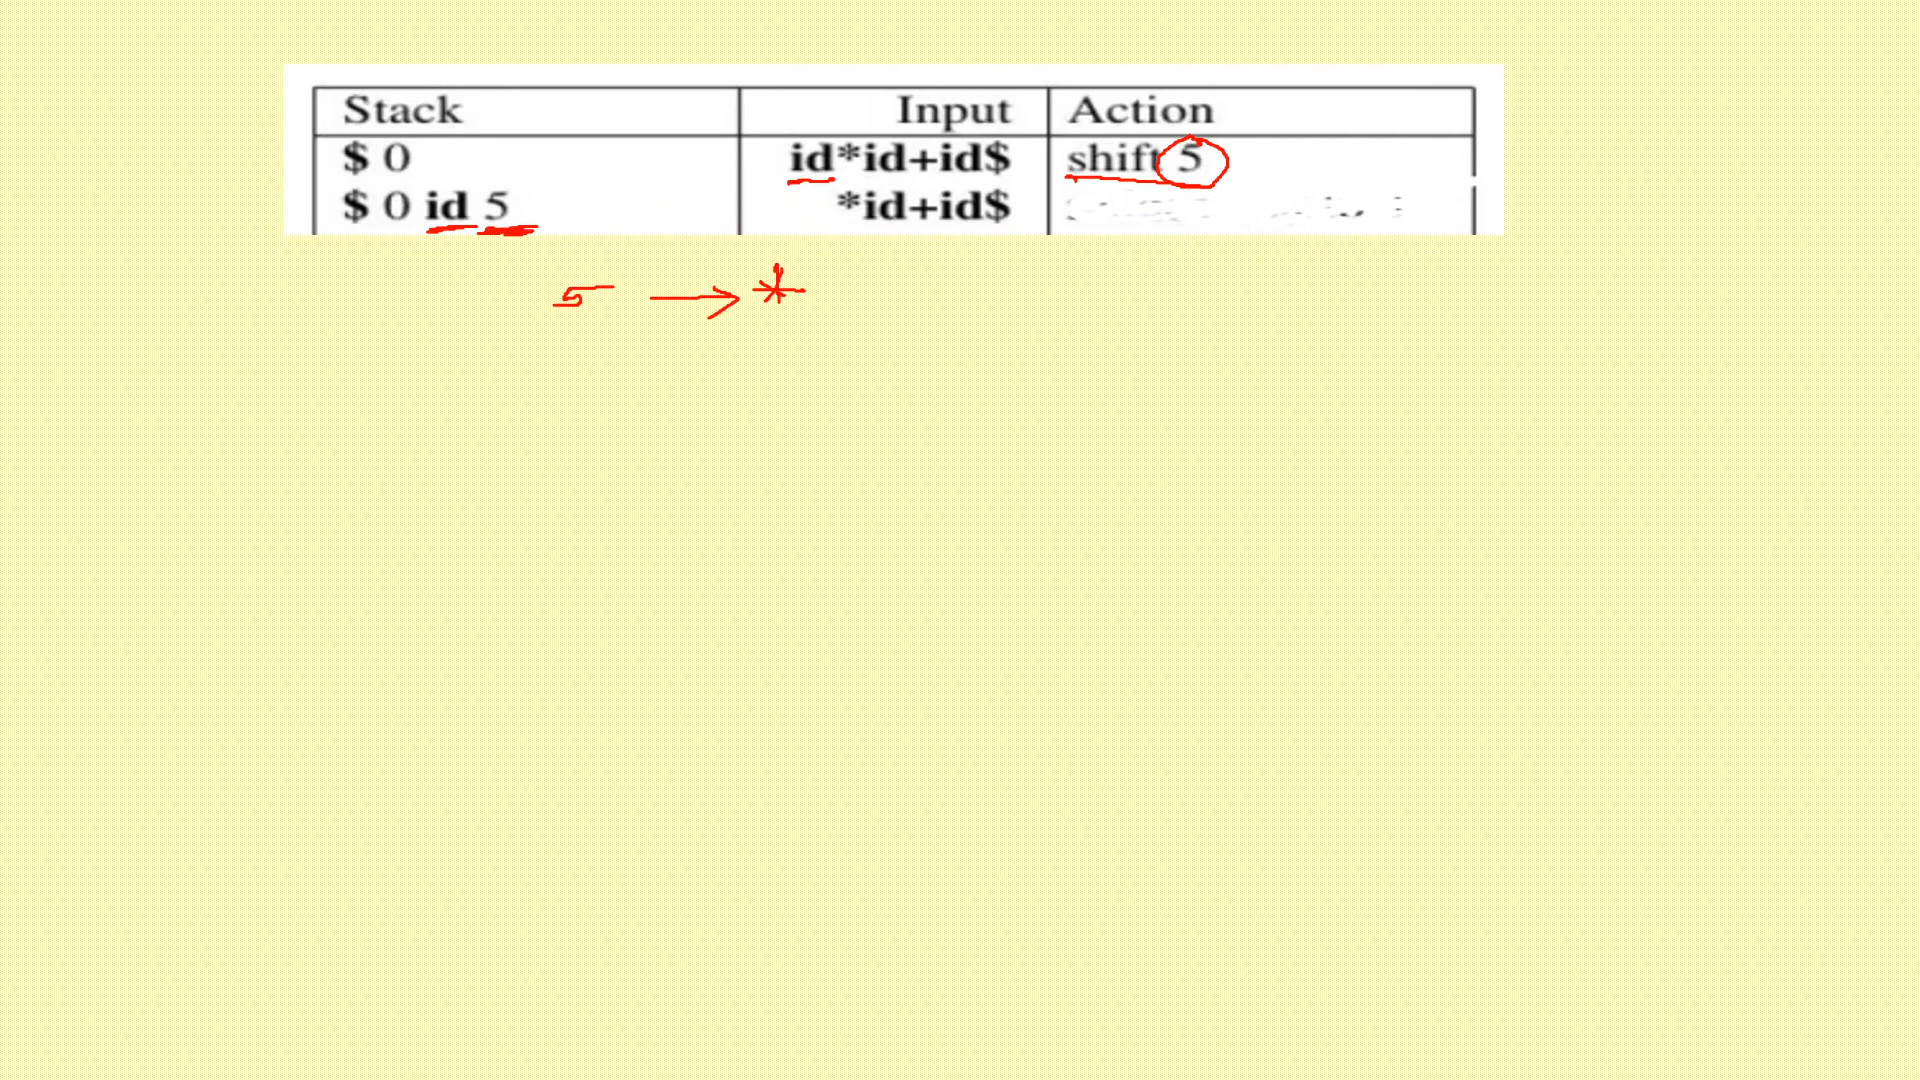 Stack Input Action
$ 0 id*id+id$ shift 5
$ 0 id 5 *id+id$
5 → *